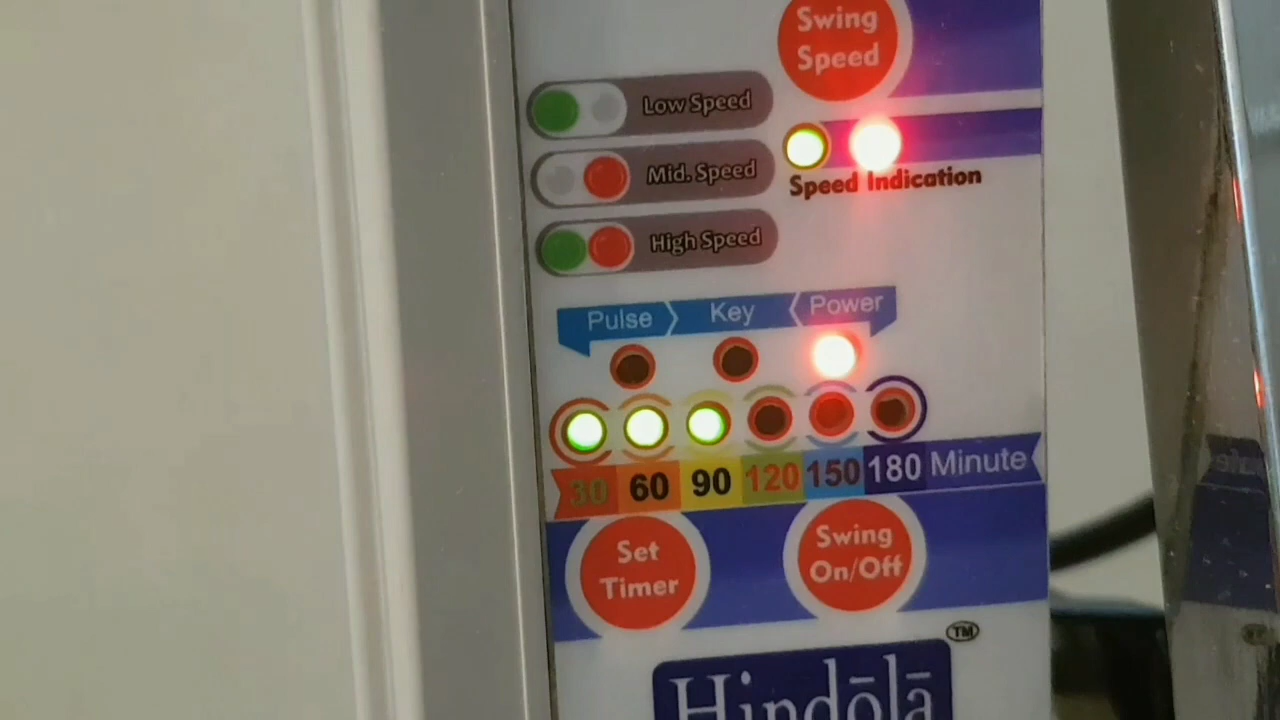 Swing
Speed
Low Speed
Mid. Speed
High Speed
Speed Indication
Pulse
Key
Power
30
60
90
120
150
180
Minute
Set
Timer
Swing
On/Off
TM
Hindōlā